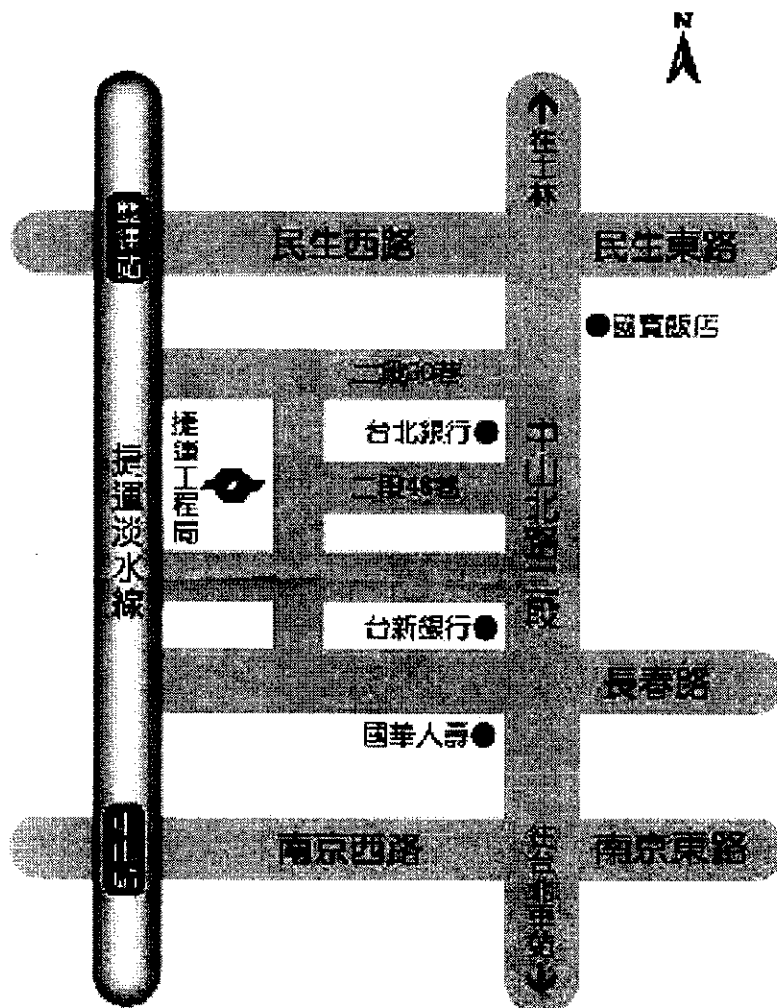 N
往士林
雙連站
民生西路
民生東路
國賓飯店
二段30巷
捷運工程局
台北銀行
二段48巷
中山北路二段
捷運淡水線
台新銀行
長春路
國華人壽
中山站
南京西路
南京東路
往台北車站